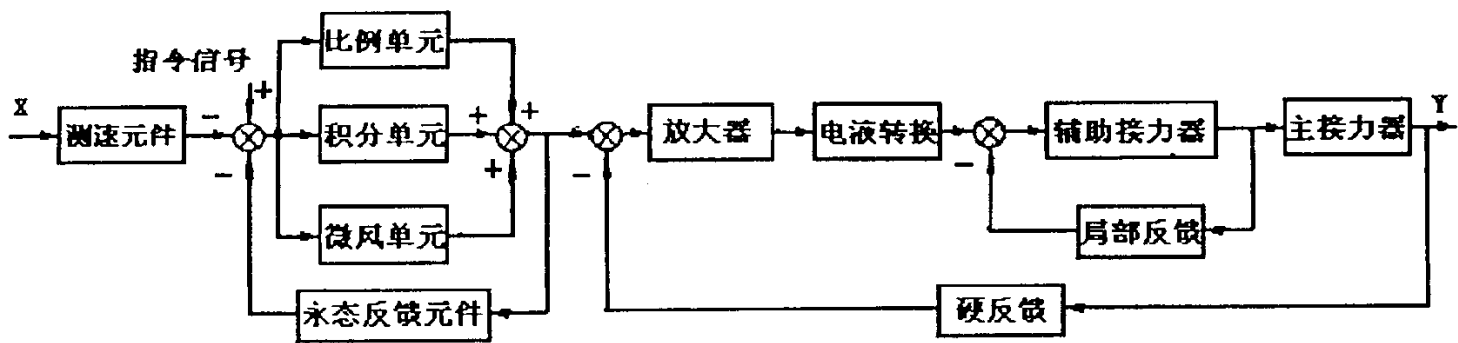 比例单元
指令信号
+
+
X
测速元件
-
积分单元
+
放大器
电液转换
辅助接力器
主接力器
Y
-
+
-
-
微风单元
局部反馈
永态反馈元件
硬反馈